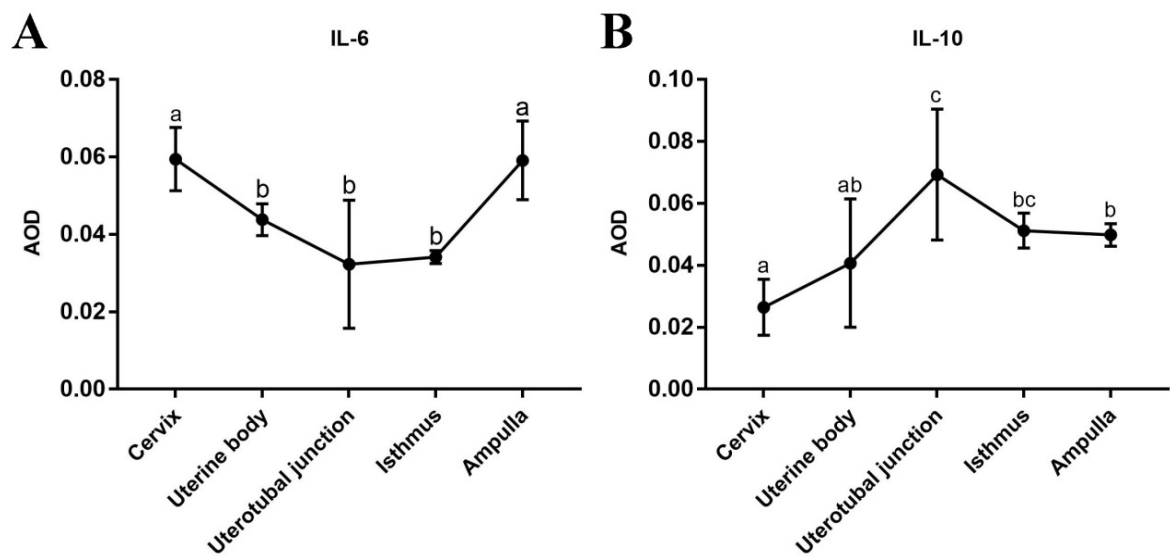 A
IL-6
AOD
0.08
0.06
0.04
0.02
0.00
a
b
b
b
a
Cervix
Uterine body
Uterotubal junction
Isthmus
Ampulla
B
IL-10
AOD
0.10
0.08
0.06
0.04
0.02
0.00
a
ab
c
bc
b
Cervix
Uterine body
Uterotubal junction
Isthmus
Ampulla